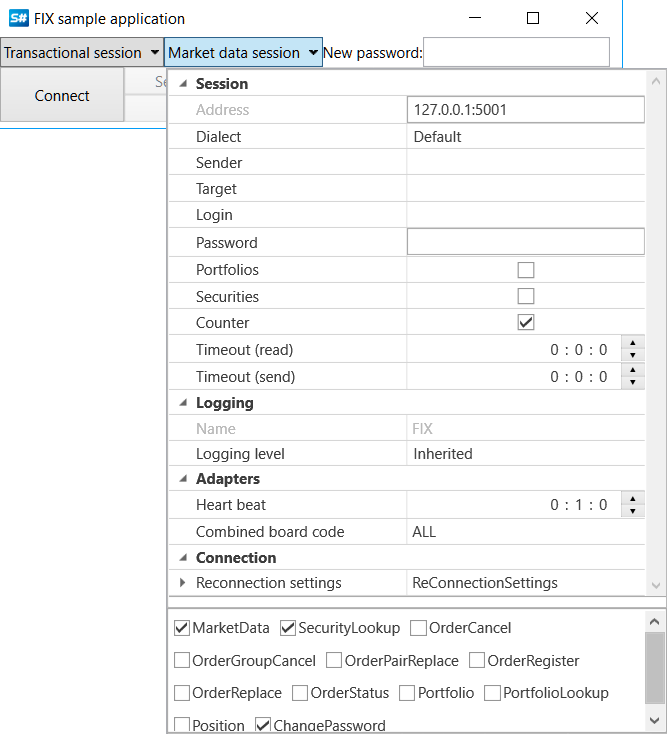 S# FIX sample application
Transactional session Market data session New password:
Connect
Session
Address 127.0.0.1:5001
Dialect Default
Sender
Target
Login
Password
Portfolios
Securities
Counter
Timeout (read) 0 : 0 : 0
Timeout (send) 0 : 0 : 0
Logging
Name FIX
Logging level Inherited
Adapters
Heart beat 0 : 1 : 0
Combined board code ALL
Connection
Reconnection settings ReConnectionSettings
MarketData SecurityLookup OrderCancel
OrderGroupCancel OrderPairReplace OrderRegister
OrderReplace OrderStatus Portfolio PortfolioLookup
Position ChangePassword